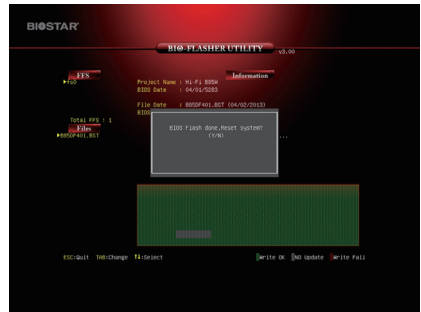 BIOSTAR
BIO-FLASHER UTILITY v3.00
FFS
Information
fs0
Project Name : Hi-Fi B85W
BIOS Date : 04/01/5283
File Date : B85DF401.BST (04/02/2013)
BIOS
Total FFS : 1
Files
B85DF401.BST
BIOS Flash done,Reset system?
(Y/N)
...
ESC:Quit TAB:Change ↑↓:Select
Write OK NO Update Write Fail